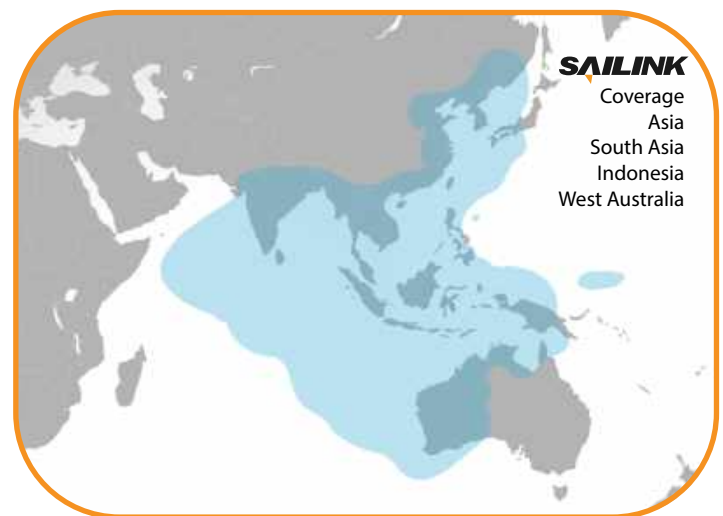 SAILINK
Coverage
Asia
South Asia
Indonesia
West Australia